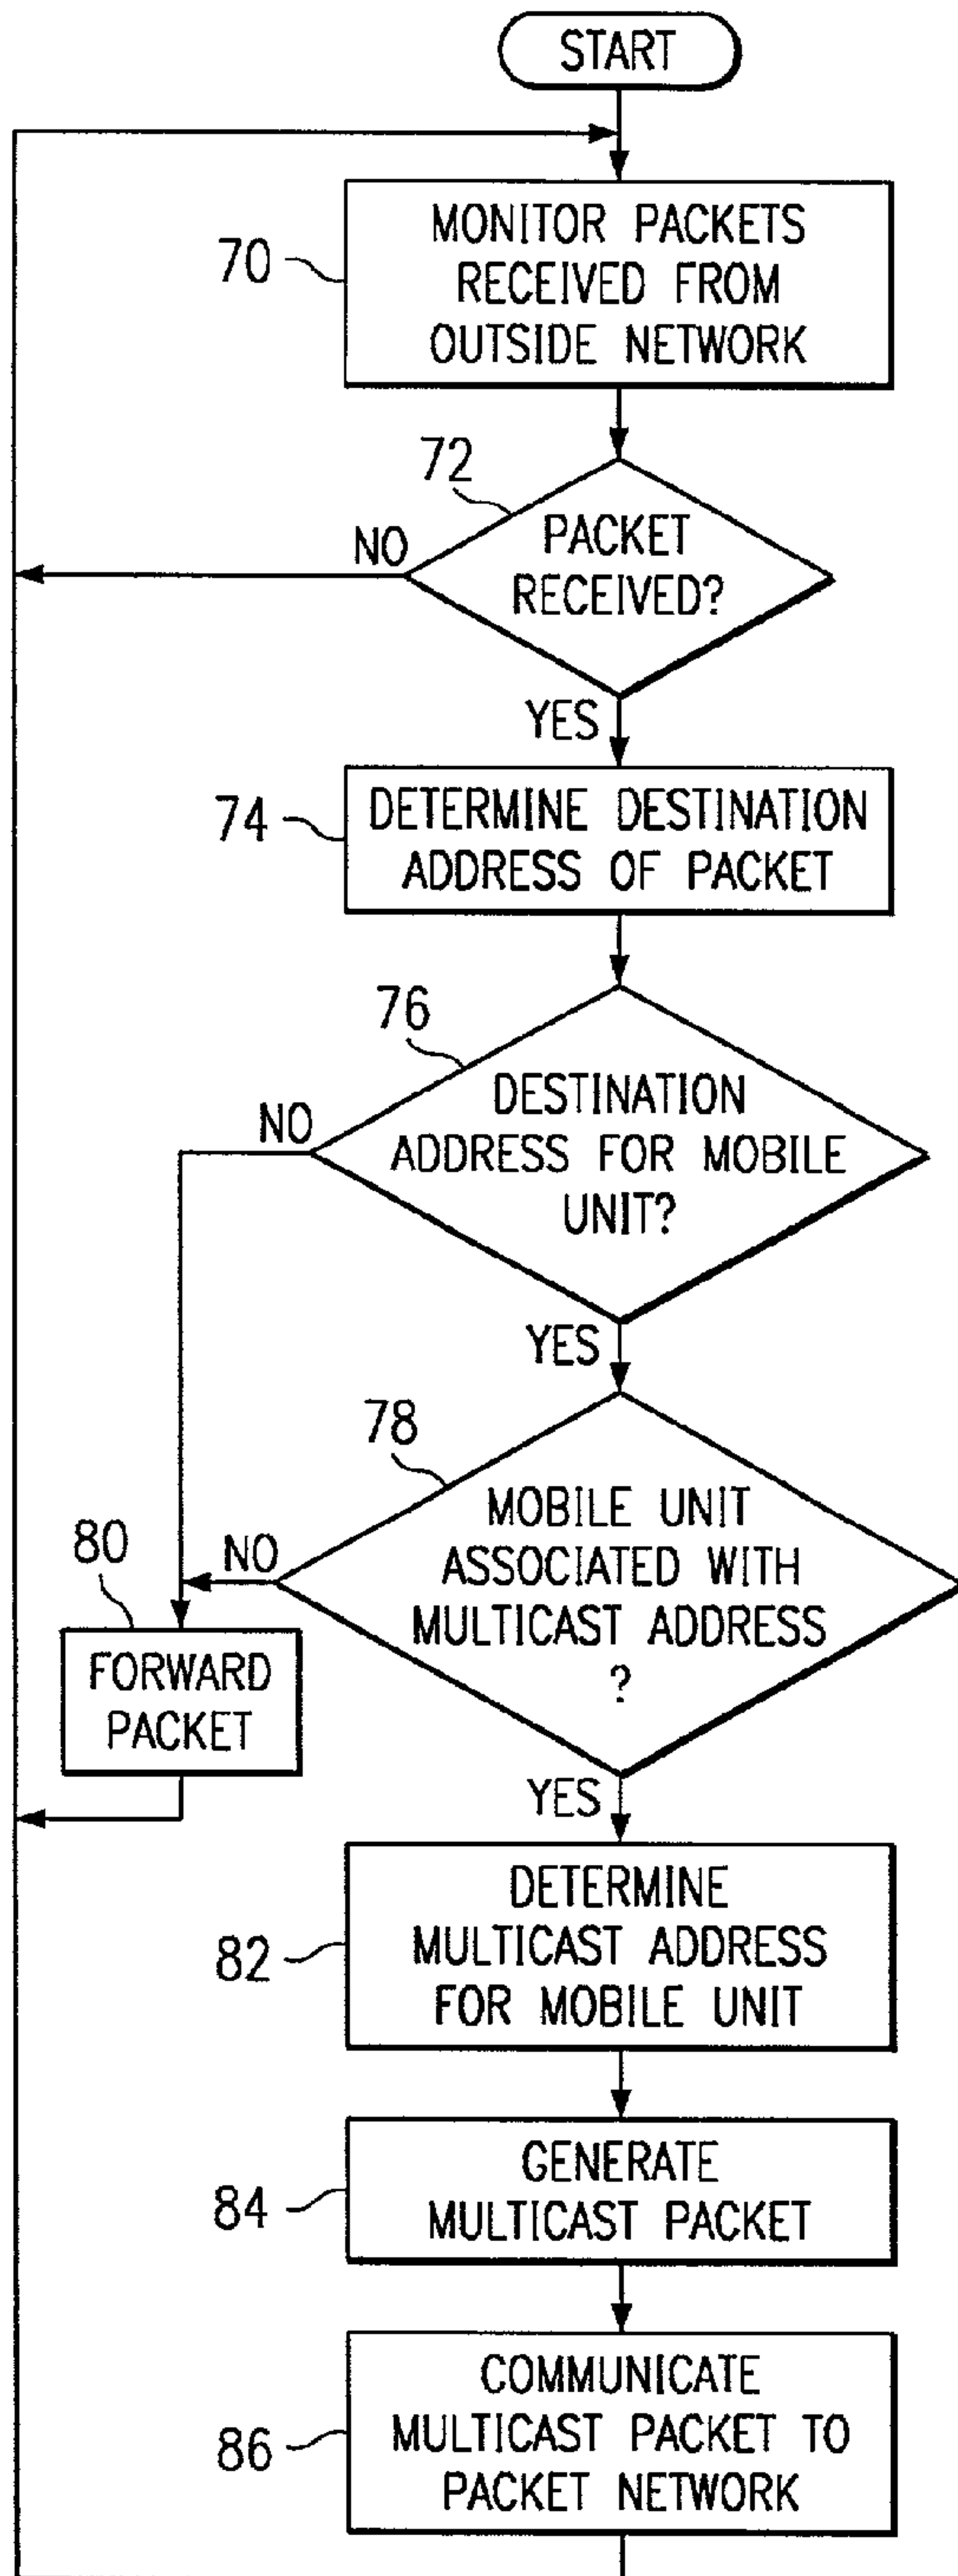 START
70
MONITOR PACKETS
RECEIVED FROM
OUTSIDE NETWORK
72
PACKET
RECEIVED?
NO
YES
74
DETERMINE DESTINATION
ADDRESS OF PACKET
76
DESTINATION
ADDRESS FOR MOBILE
UNIT?
NO
YES
78
MOBILE UNIT
ASSOCIATED WITH
MULTICAST ADDRESS
?
NO
80
FORWARD
PACKET
YES
82
DETERMINE
MULTICAST ADDRESS
FOR MOBILE UNIT
84
GENERATE
MULTICAST PACKET
86
COMMUNICATE
MULTICAST PACKET TO
PACKET NETWORK